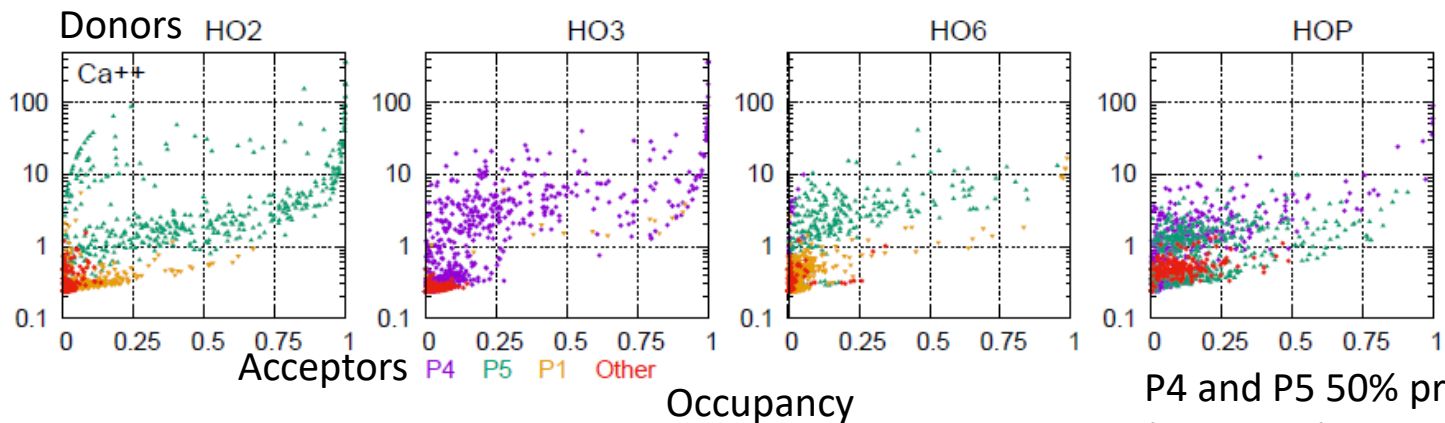 Donors HO2 HO3 HO6 HOP
Ca++
100 100 100 100
10 10 10 10
1 1 1 1
0.1 0.1 0.1 0.1
0 0.25 0.5 0.75 1 0 0.25 0.5 0.75 1 0 0.25 0.5 0.75 1 0 0.25 0.5 0.75 1
Acceptors P4 P5 P1 Other
P4 and P5 50% pr
Occupancy